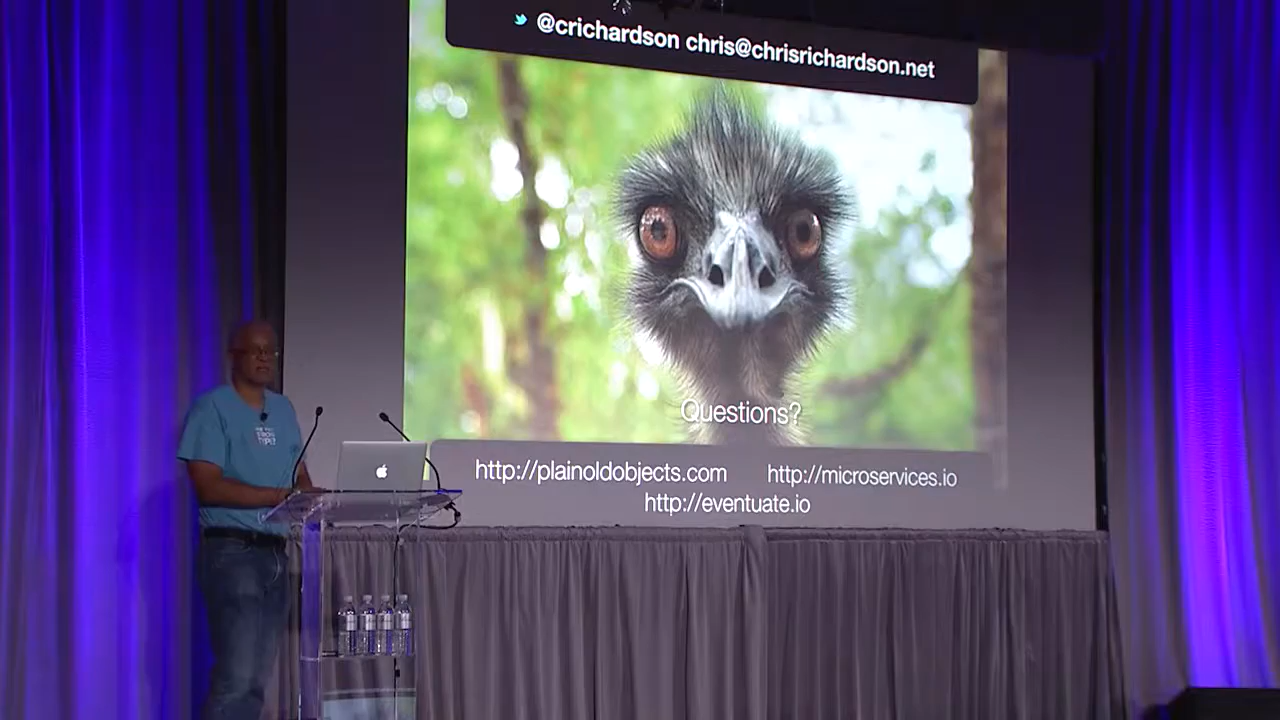 @crichardson chris@chrisrichardson.net
Questions?
http://plainoldobjects.com http://microservices.io
http://eventuate.io